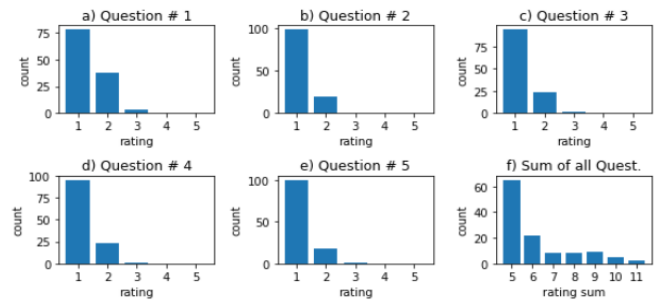 a) Question # 1
b) Question # 2
c) Question # 3
75
50
25
0
count
1 2 3 4 5
rating
100
50
0
count
1 2 3 4 5
rating
75
50
25
0
count
1 2 3 4 5
rating
d) Question # 4
e) Question # 5
f) Sum of all Quest.
100
75
50
25
0
count
1 2 3 4 5
rating
100
50
0
count
1 2 3 4 5
rating
60
40
20
0
count
5 6 7 8 9 10 11
rating sum